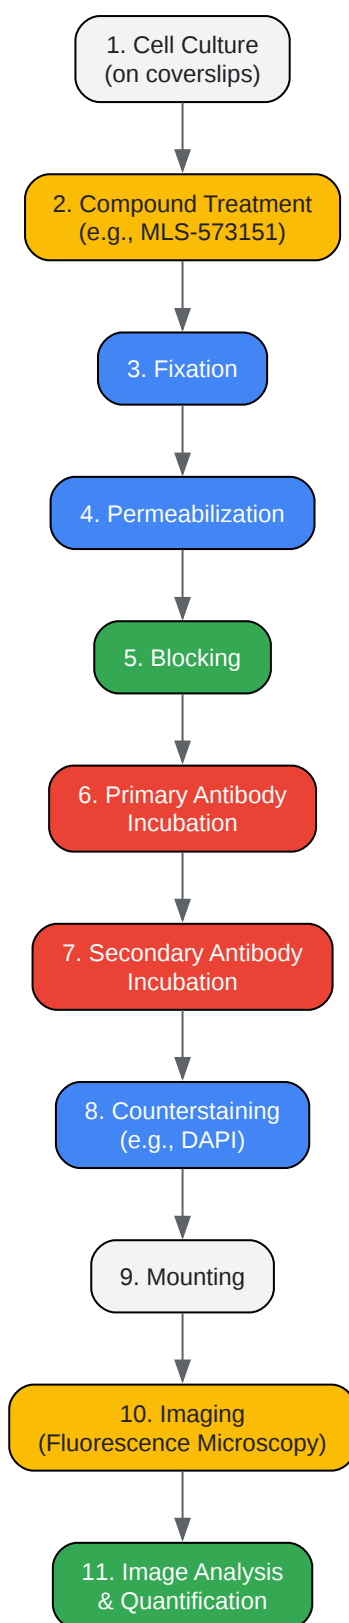 1. Cell Culture
(on coverslips)
2. Compound Treatment
(e.g., MLS-573151)
3. Fixation
4. Permeabilization
5. Blocking
6. Primary Antibody
Incubation
7. Secondary Antibody
Incubation
8. Counterstaining
(e.g., DAPI)
9. Mounting
10. Imaging
(Fluorescence Microscopy)
11. Image Analysis
& Quantification